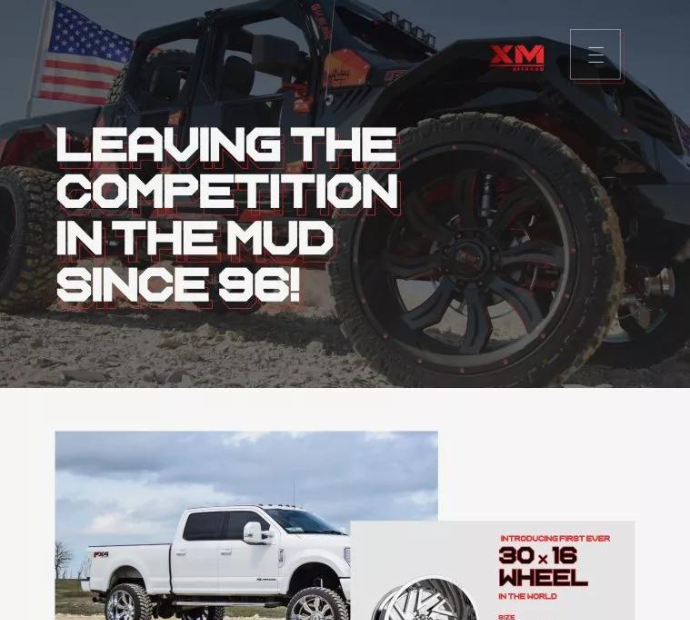 XM
LEAVING THE
COMPETITION
IN THE MUD
SINCE 96!
FX4
INTRODUCING FIRST EVER
30 x 16
WHEEL
IN THE WORLD
SIZE